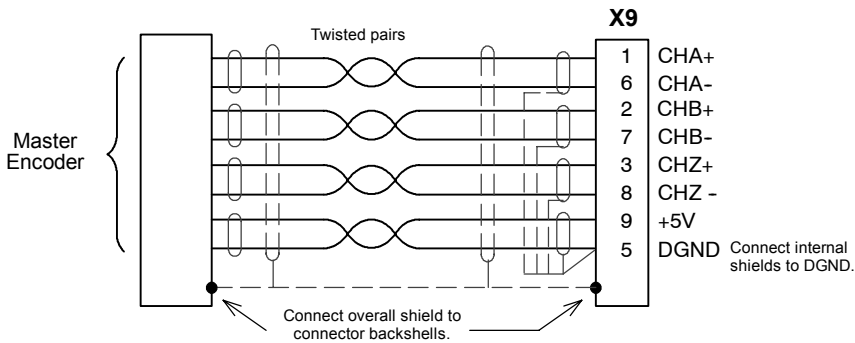 X9
Twisted pairs
1 CHA+
6 CHA-
2 CHB+
7 CHB-
3 CHZ+
8 CHZ -
9 +5V
5 DGND
Master
Encoder
Connect internal
shields to DGND.
Connect overall shield to
connector backshells.